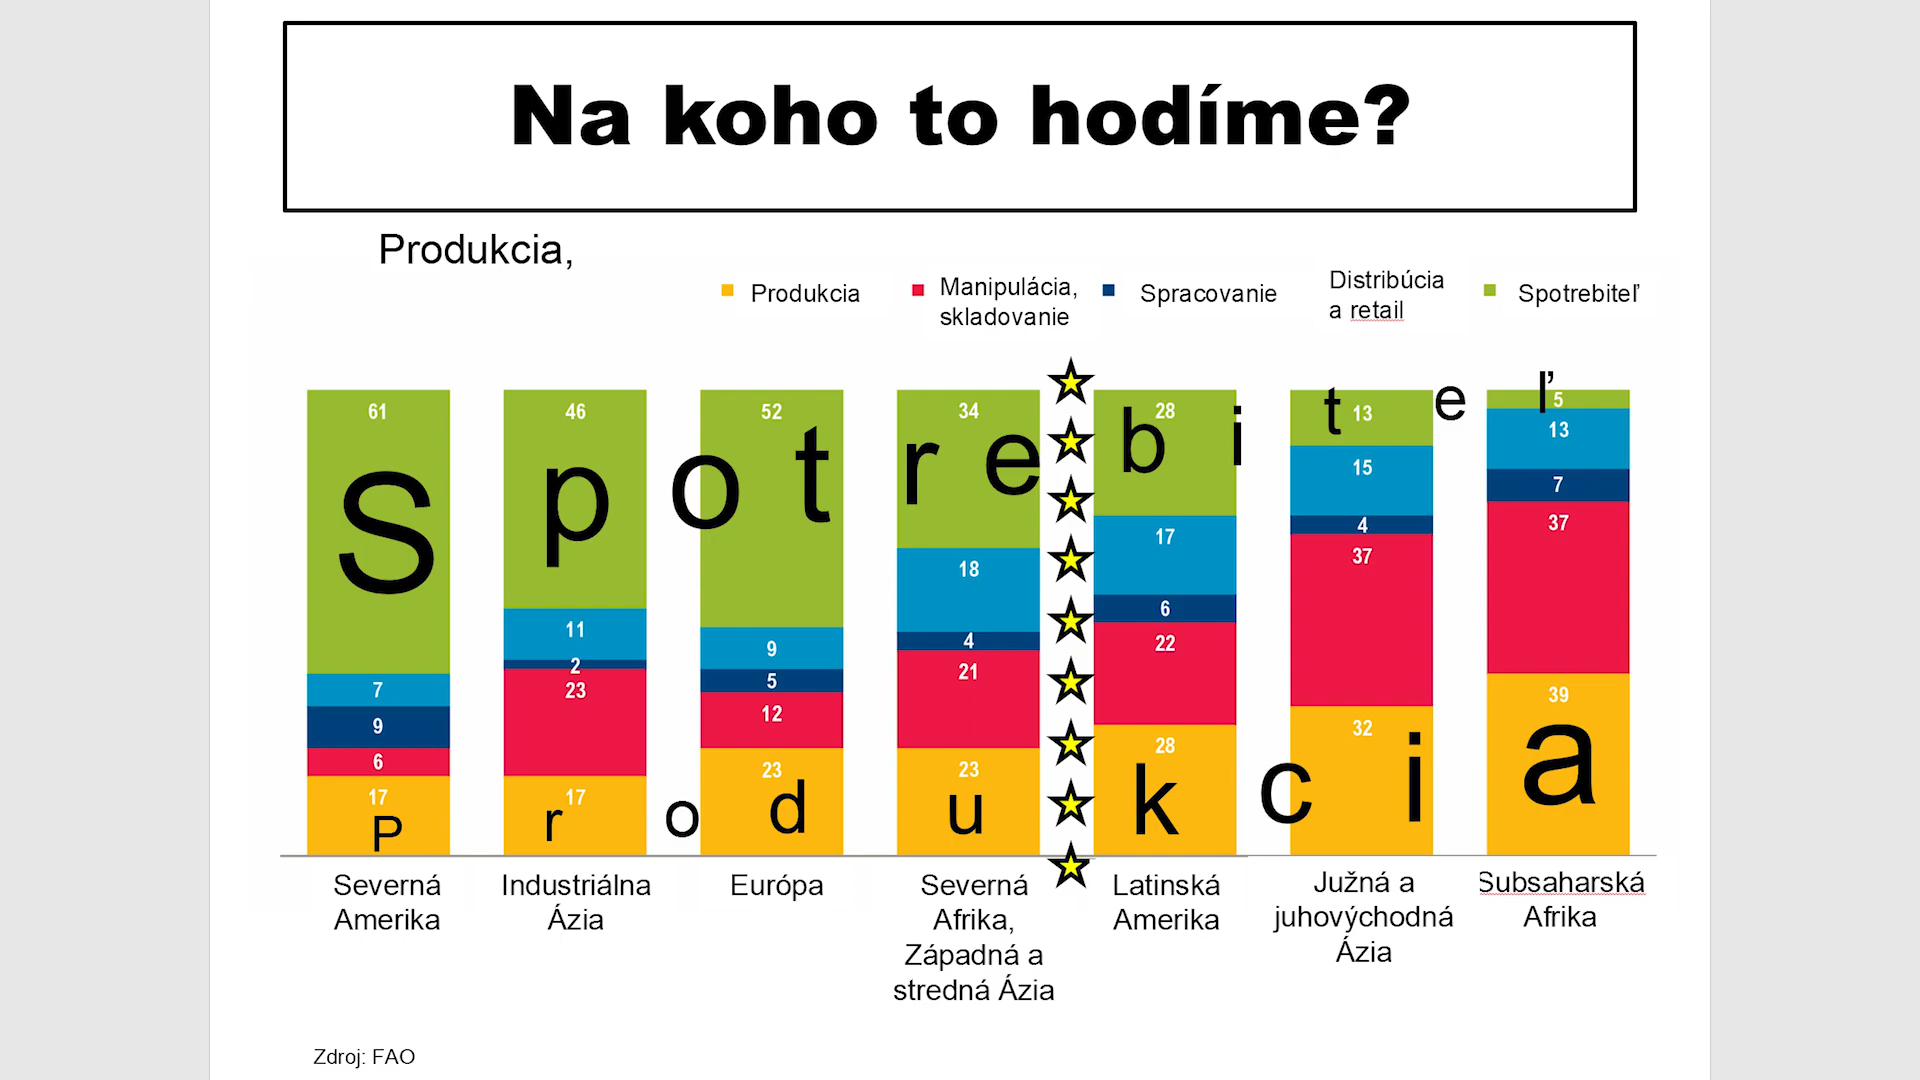 Na koho to hodíme?
Produkcia,
Produkcia
Manipulácia,
skladovanie
Spracovanie
Distribúcia
a retail
Spotrebiteľ
61 46 52 34 28 13 5
S p o t r e b i t e ľ
7 11 9 18 17 15 13
9 2 5 4 6 4 7
6 23 12 21 22 37 37
17 17 23 23 28 32 39
P r o d u k c i a
Severná
Amerika
Industriálna
Ázia
Európa
Severná
Afrika,
Západná a
stredná Ázia
Latinská
Amerika
Južná a
juhovýchodná
Ázia
Subsaharská
Afrika
Zdroj: FAO